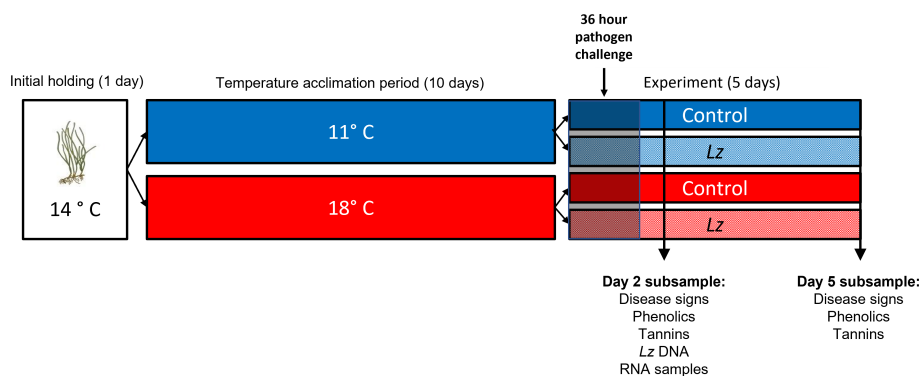 36 hour
pathogen
challenge
Initial holding (1 day)
Temperature acclimation period (10 days)
Experiment (5 days)
14 ° C
11° C
18° C
Control
Lz
Control
Lz
Day 2 subsample:
Disease signs
Phenolics
Tannins
Lz DNA
RNA samples
Day 5 subsample:
Disease signs
Phenolics
Tannins